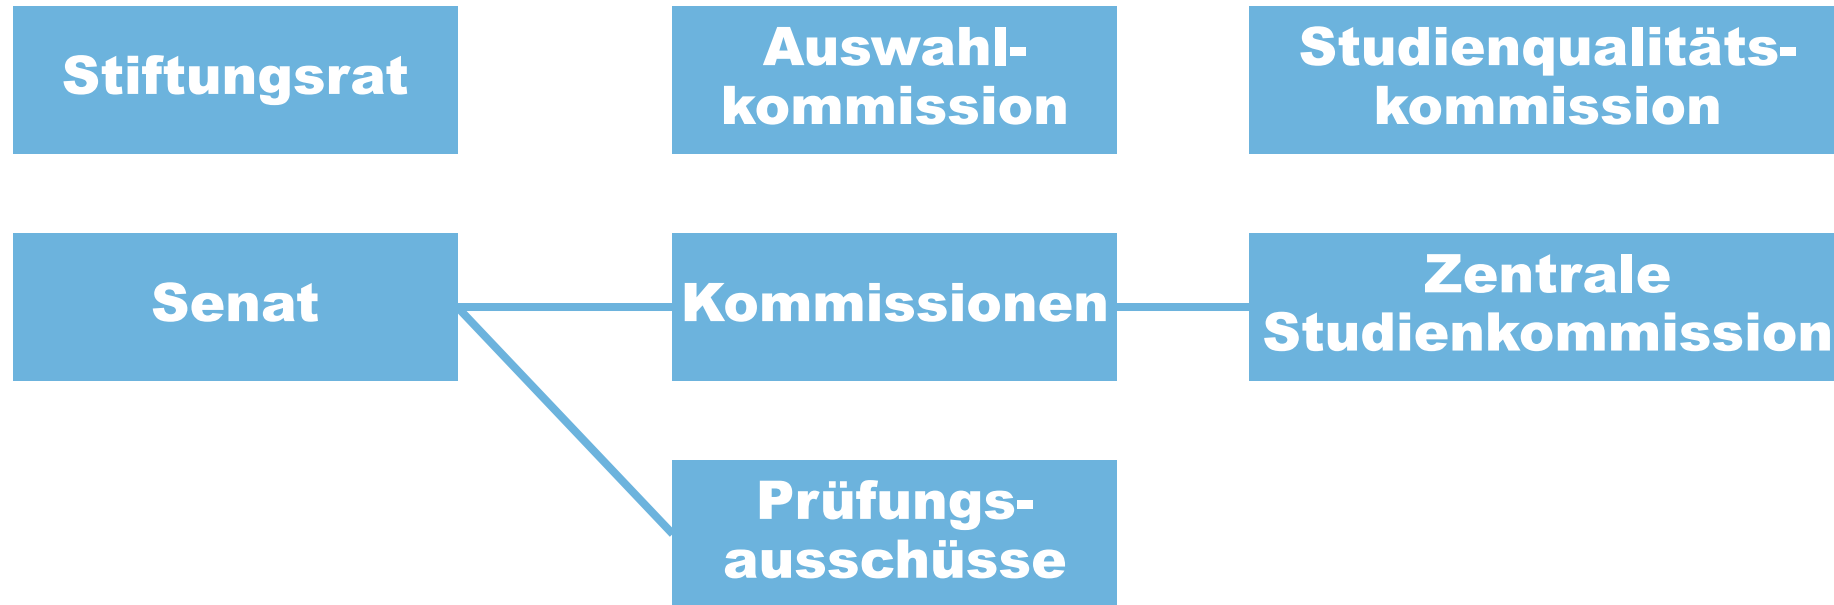 Stiftungsrat
Auswahl-
kommission
Studienqualitäts-
kommission
Senat
Kommissionen
Zentrale
Studienkommission
Prüfungs-
ausschüsse